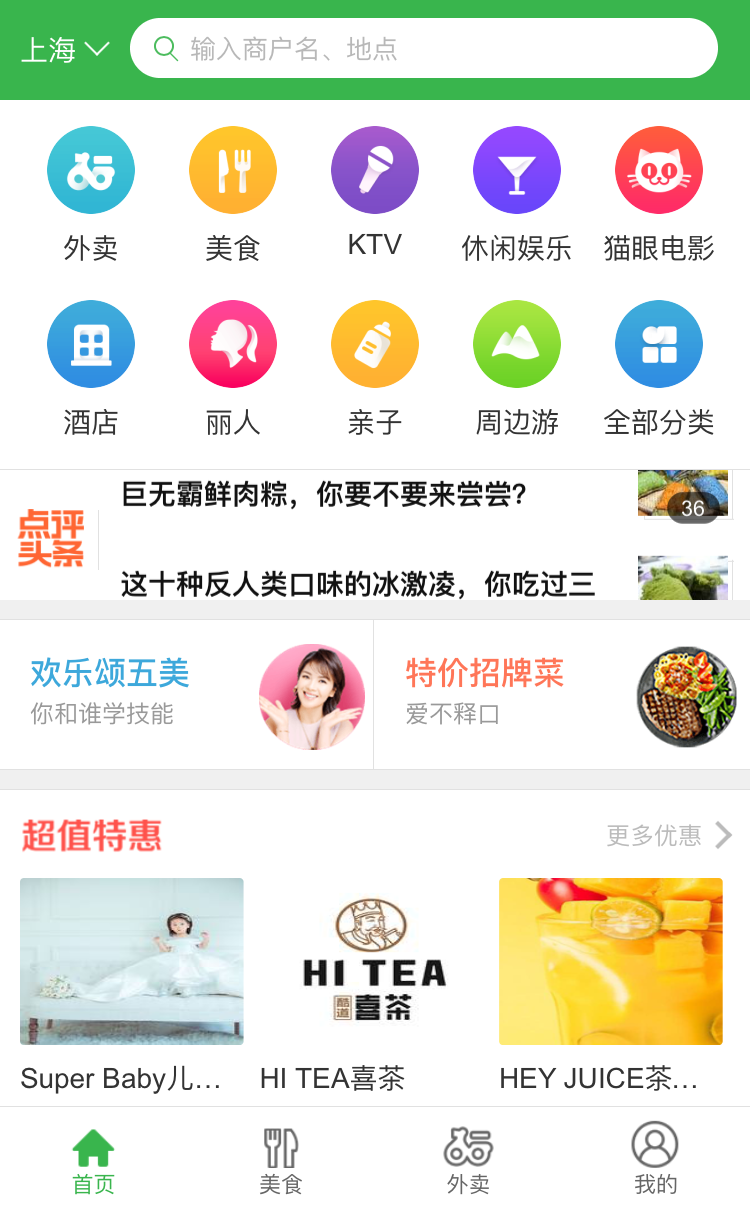 上海
输入商户名、地点
外卖
美食
KTV
休闲娱乐
猫眼电影
酒店
丽人
亲子
周边游
全部分类
点评
头条
巨无霸鲜肉粽，你要不要来尝尝？
36
这十种反人类口味的冰激凌，你吃过三
欢乐颂五美
你和谁学技能
特价招牌菜
爱不释口
超值特惠
更多优惠
HI TEA
酷道
喜茶
Super Baby儿…
HI TEA喜茶
HEY JUICE茶…
首页
美食
外卖
我的